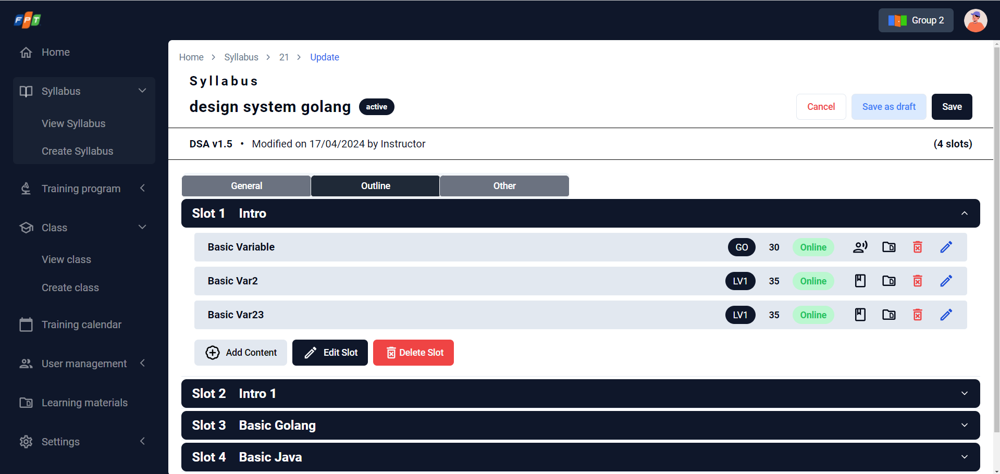 FPT
Group 2
Home
Syllabus
View Syllabus
Create Syllabus
Training program
Class
View class
Create class
Training calendar
User management
Learning materials
Settings
Home > Syllabus > 21 > Update
Syllabus
design system golang active
Cancel Save as draft Save
DSA v1.5 • Modified on 17/04/2024 by Instructor (4 slots)
General Outline Other
Slot 1 Intro
Basic Variable GO 30 Online
Basic Var2 LV1 35 Online
Basic Var23 LV1 35 Online
Add Content Edit Slot Delete Slot
Slot 2 Intro 1
Slot 3 Basic Golang
Slot 4 Basic Java